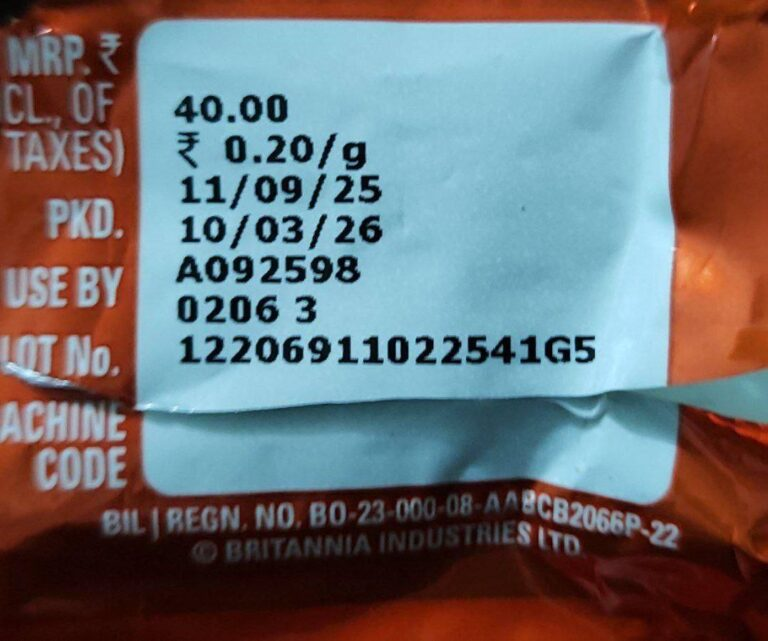 MRP. ₹
CL., OF
TAXES)
PKD.
USE BY
LOT No.
ACHINE
CODE
40.00
₹ 0.20/g
11/09/25
10/03/26
A092598
0206 3
12206911022541G5
BIL | REGN. NO. BO-23-000-08-AABCB2066P-22
© BRITANNIA INDUSTRIES LTD